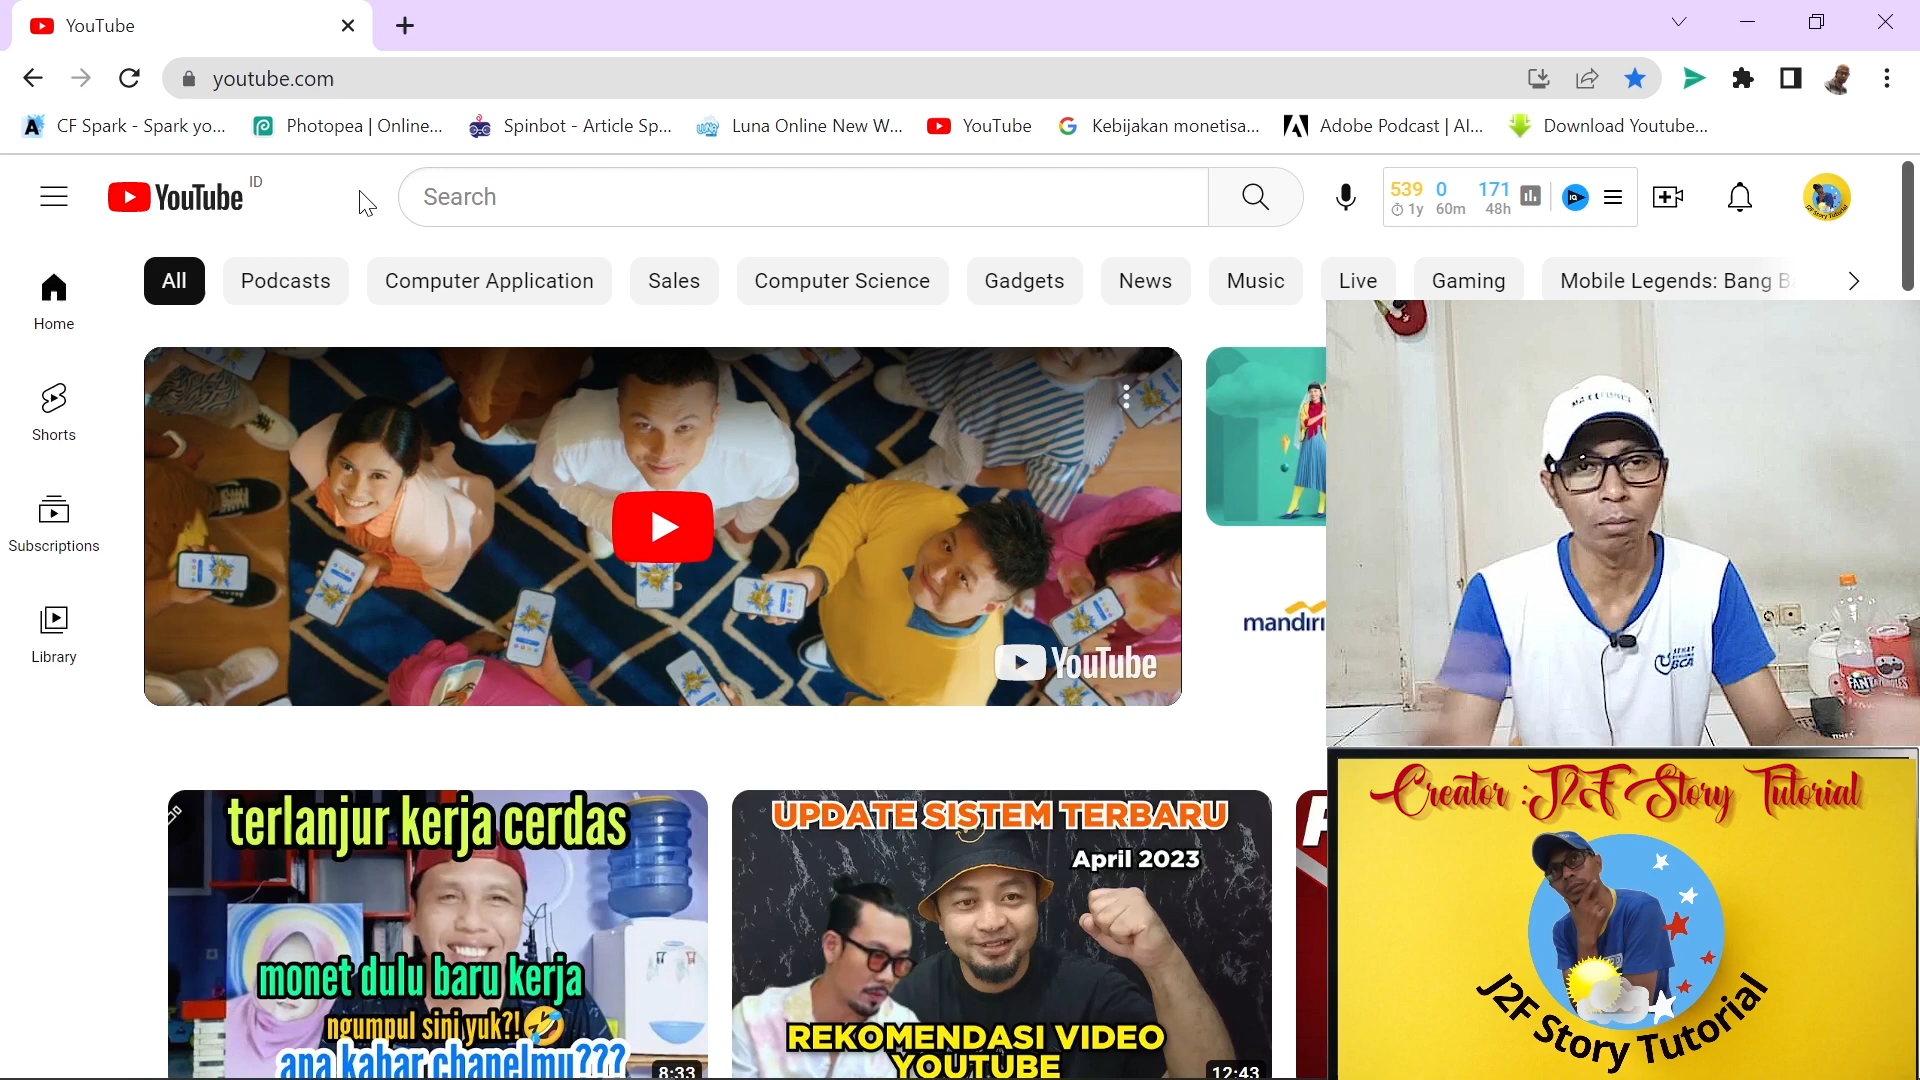 YouTube
youtube.com
CF Spark - Spark yo...
Photopea | Online...
Spinbot - Article Sp...
Luna Online New W...
YouTube
Kebijakan monetisa...
Adobe Podcast | AI...
Download Youtube...
YouTube ID
Search
539 0 171
1y 60m 48h
IQ
All
Podcasts
Computer Application
Sales
Computer Science
Gadgets
News
Music
Live
Gaming
Mobile Legends: Bang B
Home
Shorts
Subscriptions
Library
YouTube
mandiri
BCA
FANTA
Creator :J2F Story Tutorial
J2F Story Tutorial
terlanjur kerja cerdas
monet dulu baru kerja
ngumpul sini yuk?!
apa kabar chanelmu???
8:33
UPDATE SISTEM TERBARU
April 2023
REKOMENDASI VIDEO
YOUTUBE
12:43